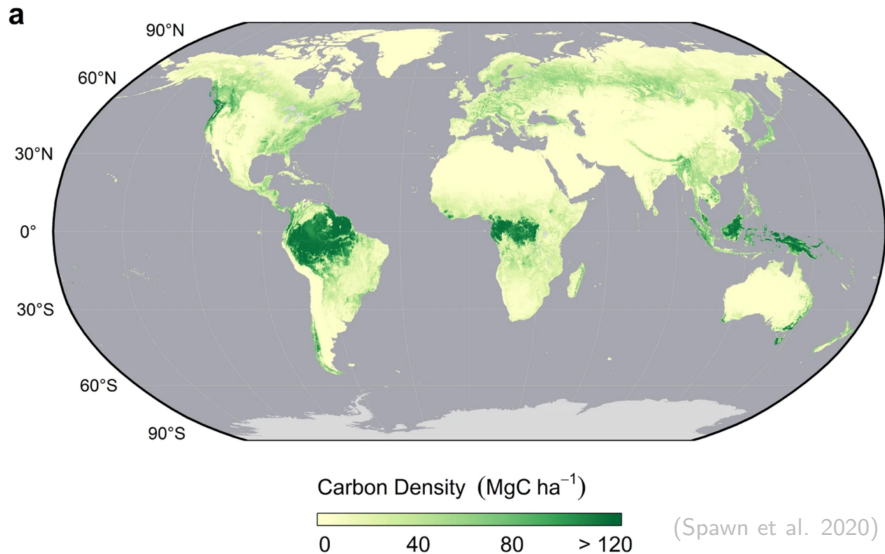 a
90°N
60°N
30°N
0°
30°S
60°S
90°S
Carbon Density (MgC ha⁻¹)
0 40 80 > 120
(Spawn et al. 2020)